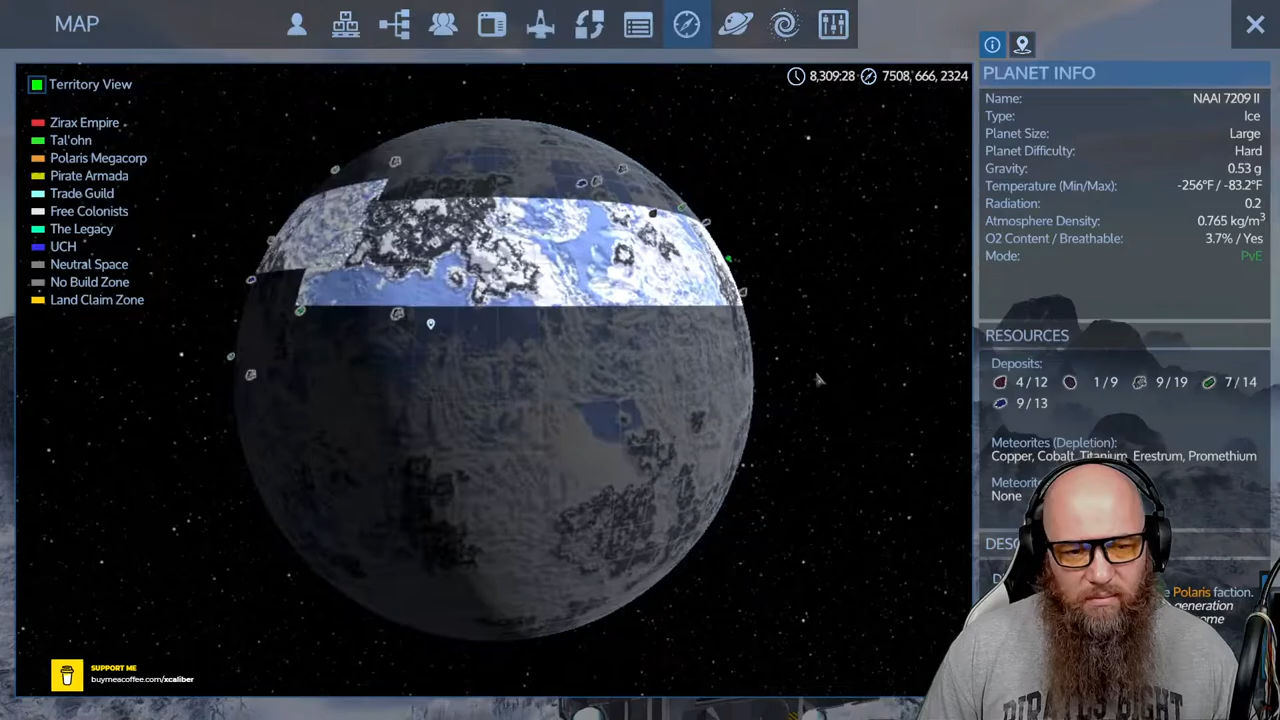 MAP
Territory View
Zirax Empire
Tal'ohn
Polaris Megacorp
Pirate Armada
Trade Guild
Free Colonists
The Legacy
UCH
Neutral Space
No Build Zone
Land Claim Zone
8,309:28 7508, 666, 2324
PLANET INFO
Name: NAAI 7209 II
Type: Ice
Planet Size: Large
Planet Difficulty: Hard
Gravity: 0.53 g
Temperature (Min/Max): -256°F / -83.2°F
Radiation: 0.2
Atmosphere Density: 0.765 kg/m³
O2 Content / Breathable: 3.7% / Yes
Mode: PvE
RESOURCES
Deposits:
4 / 12 1 / 9 9 / 19 7 / 14
9 / 13
Meteorites (Depletion):
Copper, Cobalt, Titanium, Erestrum, Promethium
None
Polaris faction.
generation
SUPPORT ME
buymeacoffee.com/xcaliber
PIRATES